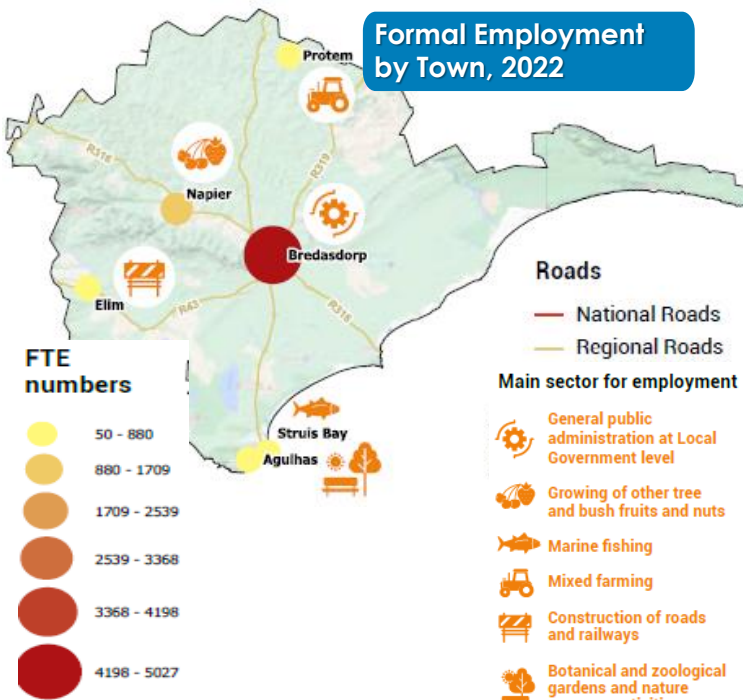 Formal Employment
by Town, 2022
Protem
R316
R319
Napier
Bredasdorp
Elim
R43
R316
Struis Bay
Agulhas
Roads
National Roads
Regional Roads
FTE
numbers
50 - 880
880 - 1709
1709 - 2539
2539 - 3368
3368 - 4198
4198 - 5027
Main sector for employment
General public
administration at Local
Government level
Growing of other tree
and bush fruits and nuts
Marine fishing
Mixed farming
Construction of roads
and railways
Botanical and zoological
gardens and nature